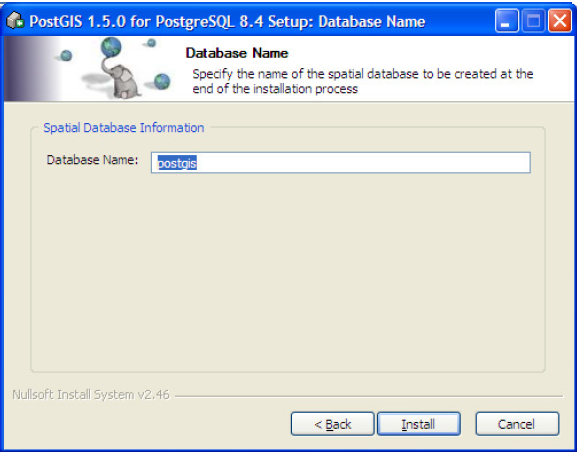 PostGIS 1.5.0 for PostgreSQL 8.4 Setup: Database Name
Database Name
Specify the name of the spatial database to be created at the
end of the installation process
Spatial Database Information
Database Name: postgis
Nullsoft Install System v2.46
< Back Install Cancel